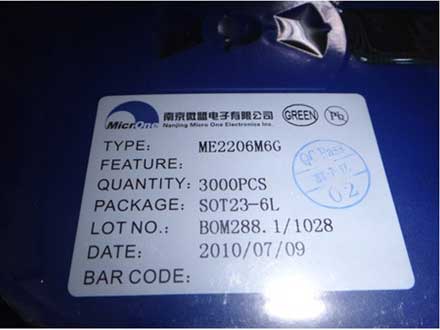 MicrOne
南京微盟电子有限公司
Nanjing Micro One Electronics Inc.
GREEN
Pb
TYPE: ME2206M6G
FEATURE:
QUANTITY: 3000PCS
PACKAGE: SOT23-6L
LOT NO.: BOM288.1/1028
DATE: 2010/07/09
BAR CODE:
QC Pass
02